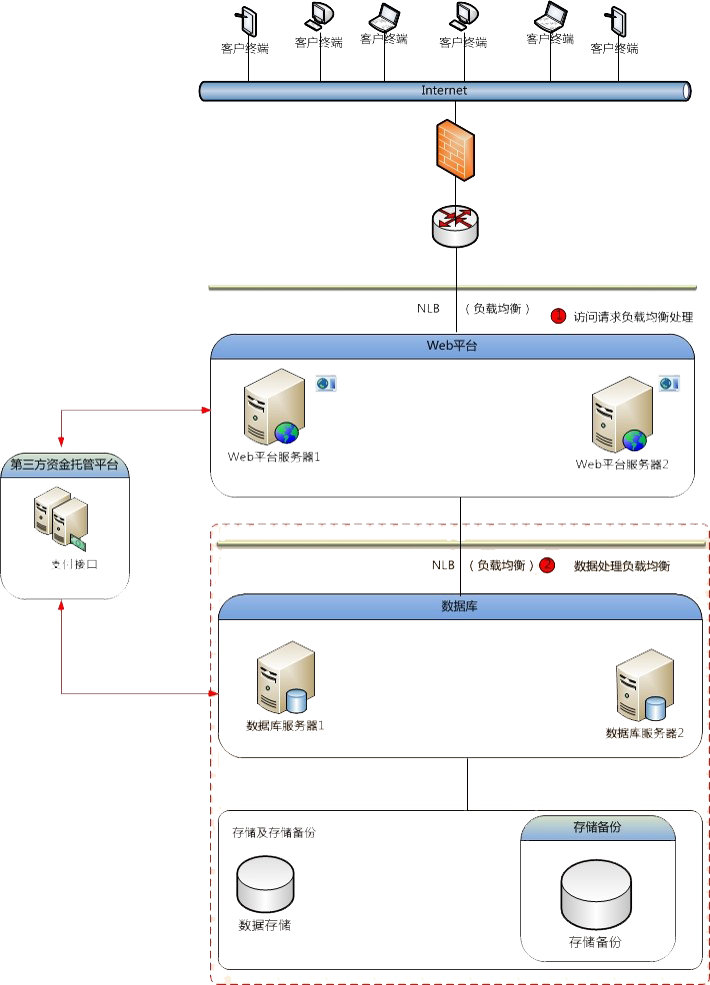 客户终端
客户终端
客户终端
客户终端
客户终端
客户终端
Internet
NLB （负载均衡）
1 访问请求负载均衡处理
Web平台
Web平台服务器1
Web平台服务器2
第三方资金托管平台
支付接口
NLB （负载均衡） 2 数据处理负载均衡
数据库
数据库服务器1
数据库服务器2
存储及存储备份
数据存储
存储备份
存储备份